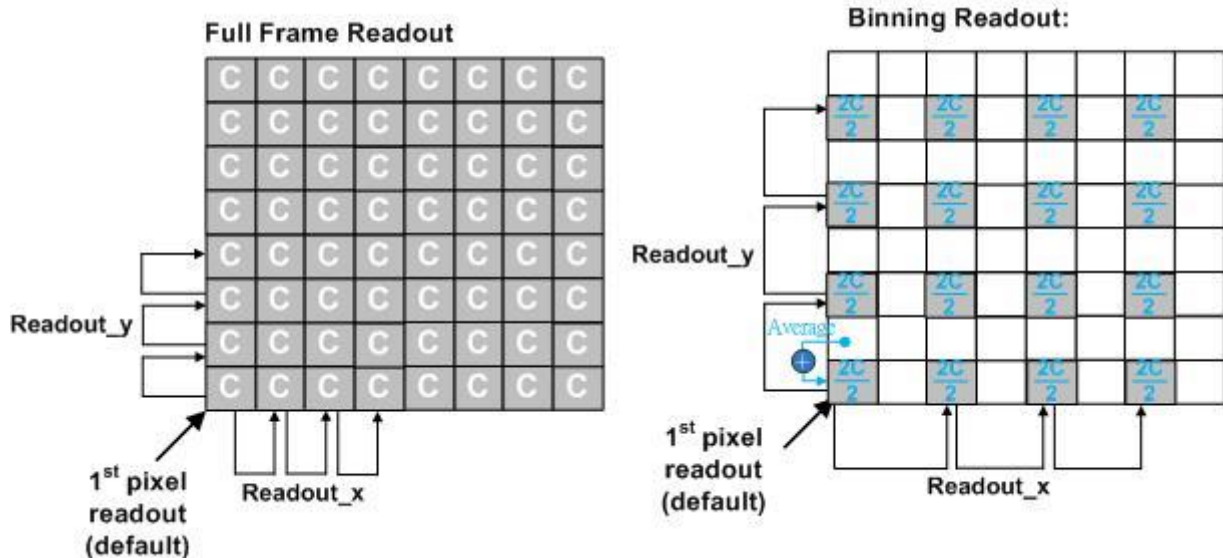 Full Frame Readout
C C C C C C C C
C C C C C C C C
C C C C C C C C
C C C C C C C C
C C C C C C C C
C C C C C C C C
C C C C C C C C
C C C C C C C C
Readout_y
1st pixel
readout
(default)
Readout_x
Binning Readout:
2C 2C 2C 2C
2 2 2 2
2C 2C 2C 2C
2 2 2 2
Readout_y
2C 2C 2C 2C
2 2 2 2
Average
2C 2C 2C 2C
2 2 2 2
1st pixel
readout
(default)
Readout_x